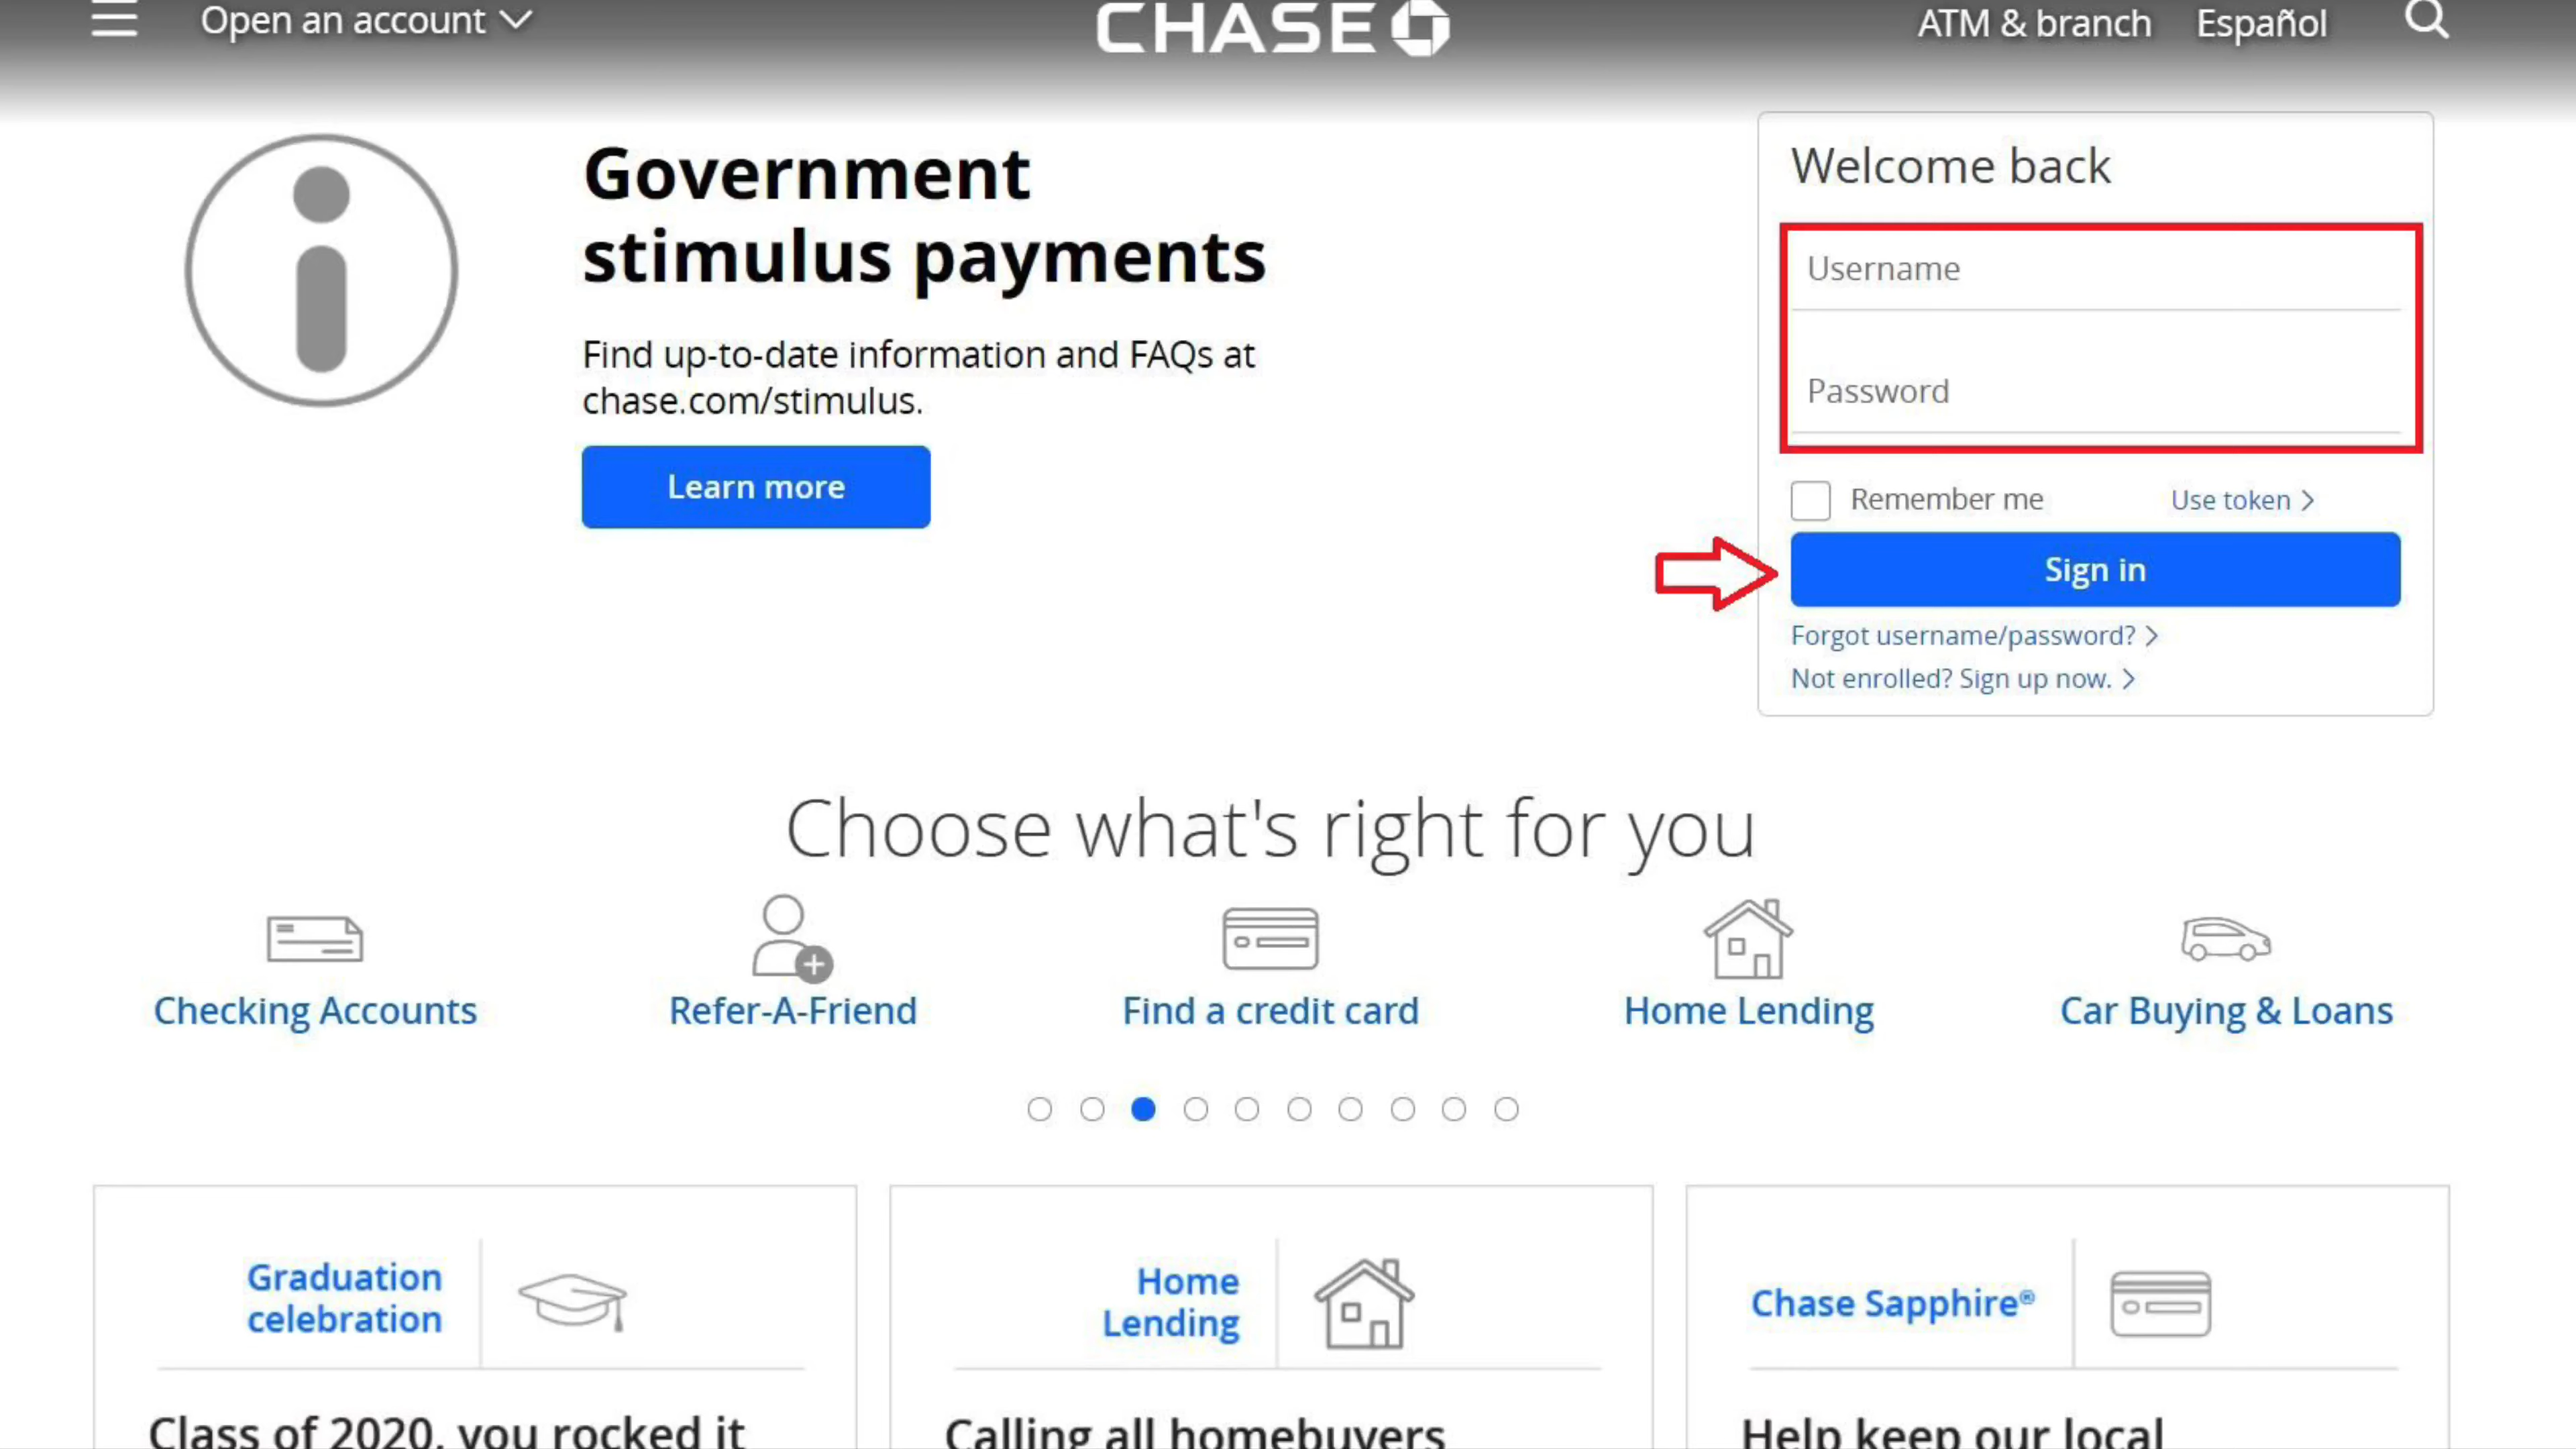 Open an account
CHASE
ATM & branch Español
Government
stimulus payments
Find up-to-date information and FAQs at
chase.com/stimulus.
Learn more
Welcome back
Username
Password
Remember me Use token
Sign in
Forgot username/password?
Not enrolled? Sign up now.
Choose what's right for you
Checking Accounts Refer-A-Friend Find a credit card Home Lending Car Buying & Loans
Graduation
celebration
Class of 2020, you rocked it
Home
Lending
Calling all homebuyers
Chase Sapphire®
Help keep our local